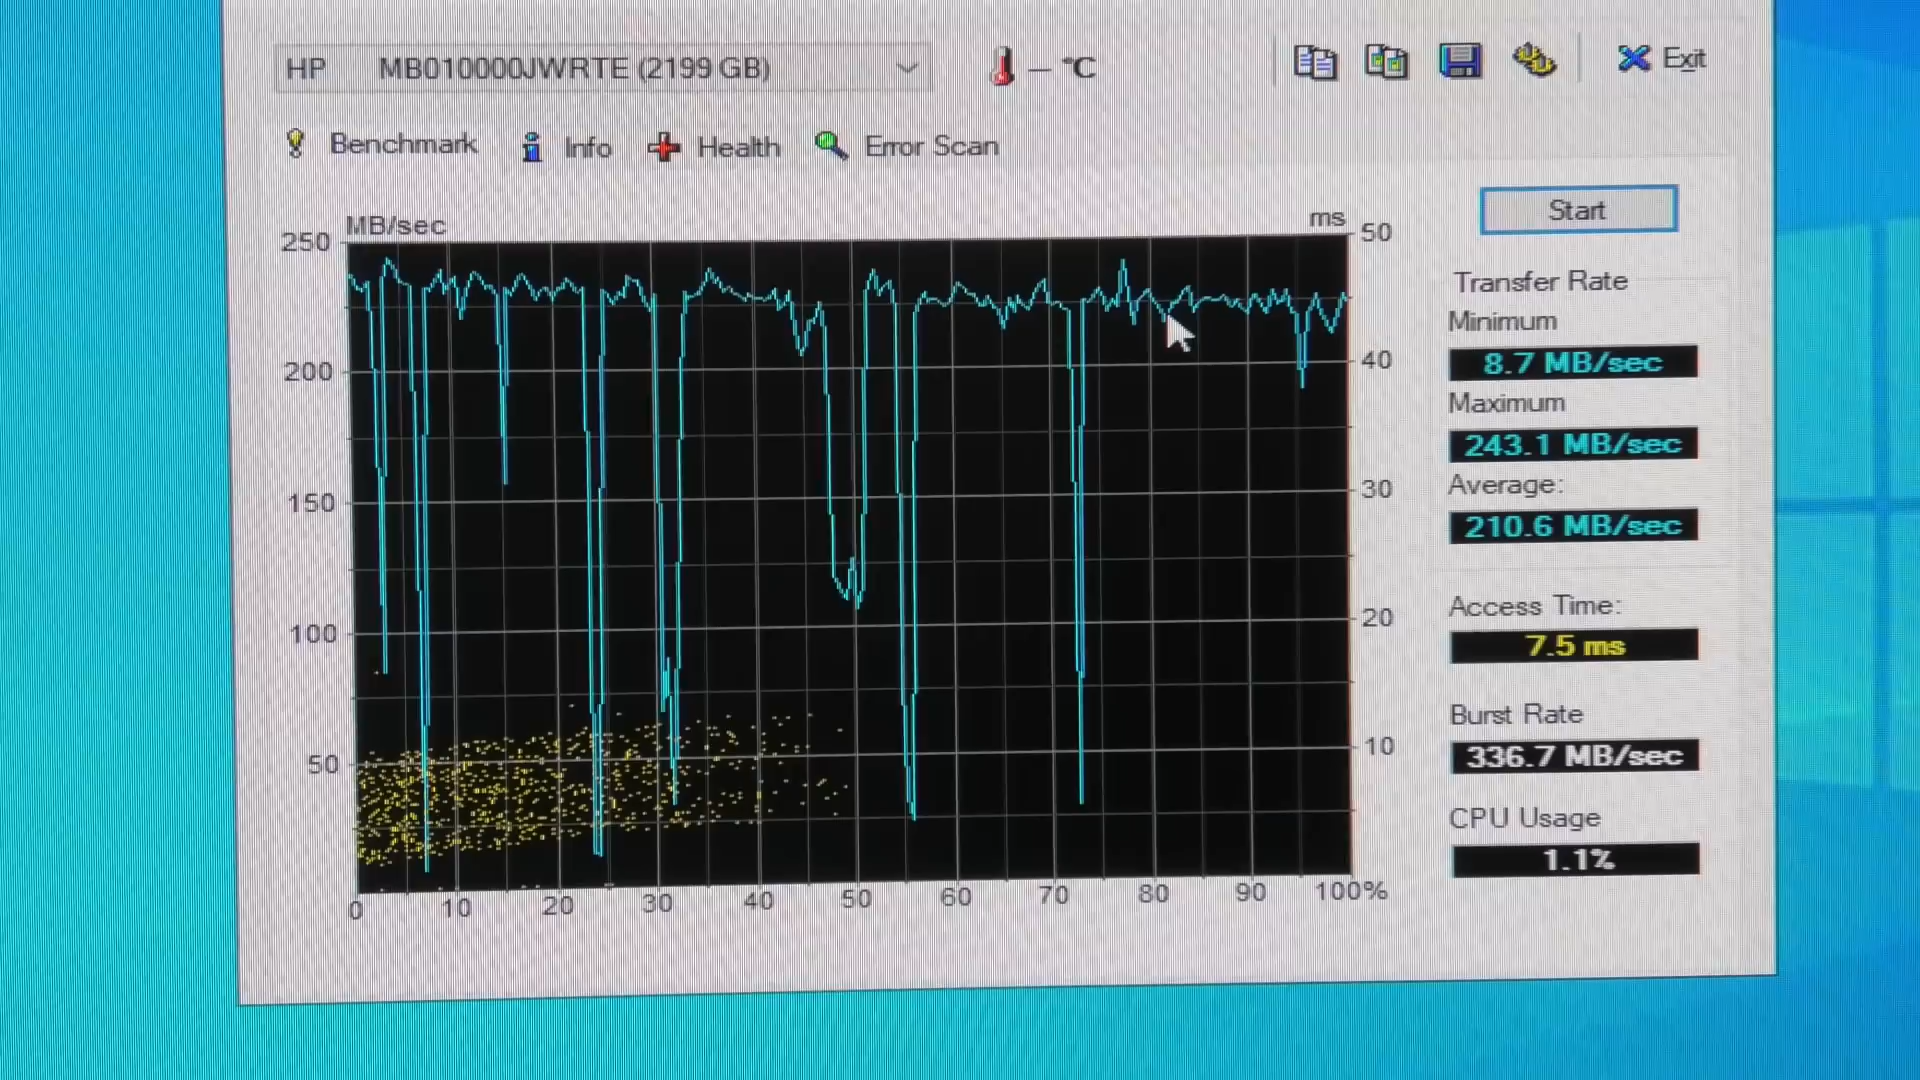 HP MB010000JWRTE (2199 GB)
– °C
Exit
Benchmark Info Health Error Scan
Start
MB/sec
ms
250
200
150
100
50
50
40
30
20
10
0 10 20 30 40 50 60 70 80 90 100%
Transfer Rate
Minimum
8.7 MB/sec
Maximum
243.1 MB/sec
Average:
210.6 MB/sec
Access Time:
7.5 ms
Burst Rate
336.7 MB/sec
CPU Usage
1.1%